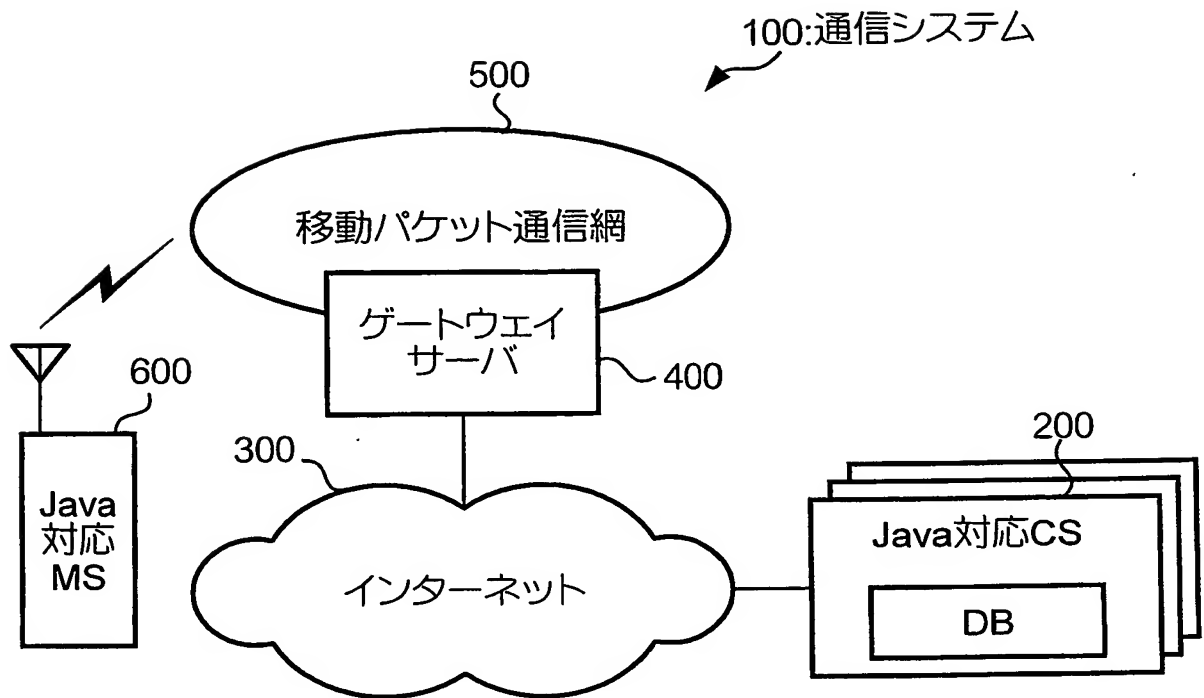 100:通信システム
500
移動パケット通信網
ゲートウェイ
サーバ
400
600
Java
対応
MS
300
インターネット
200
Java対応CS
DB